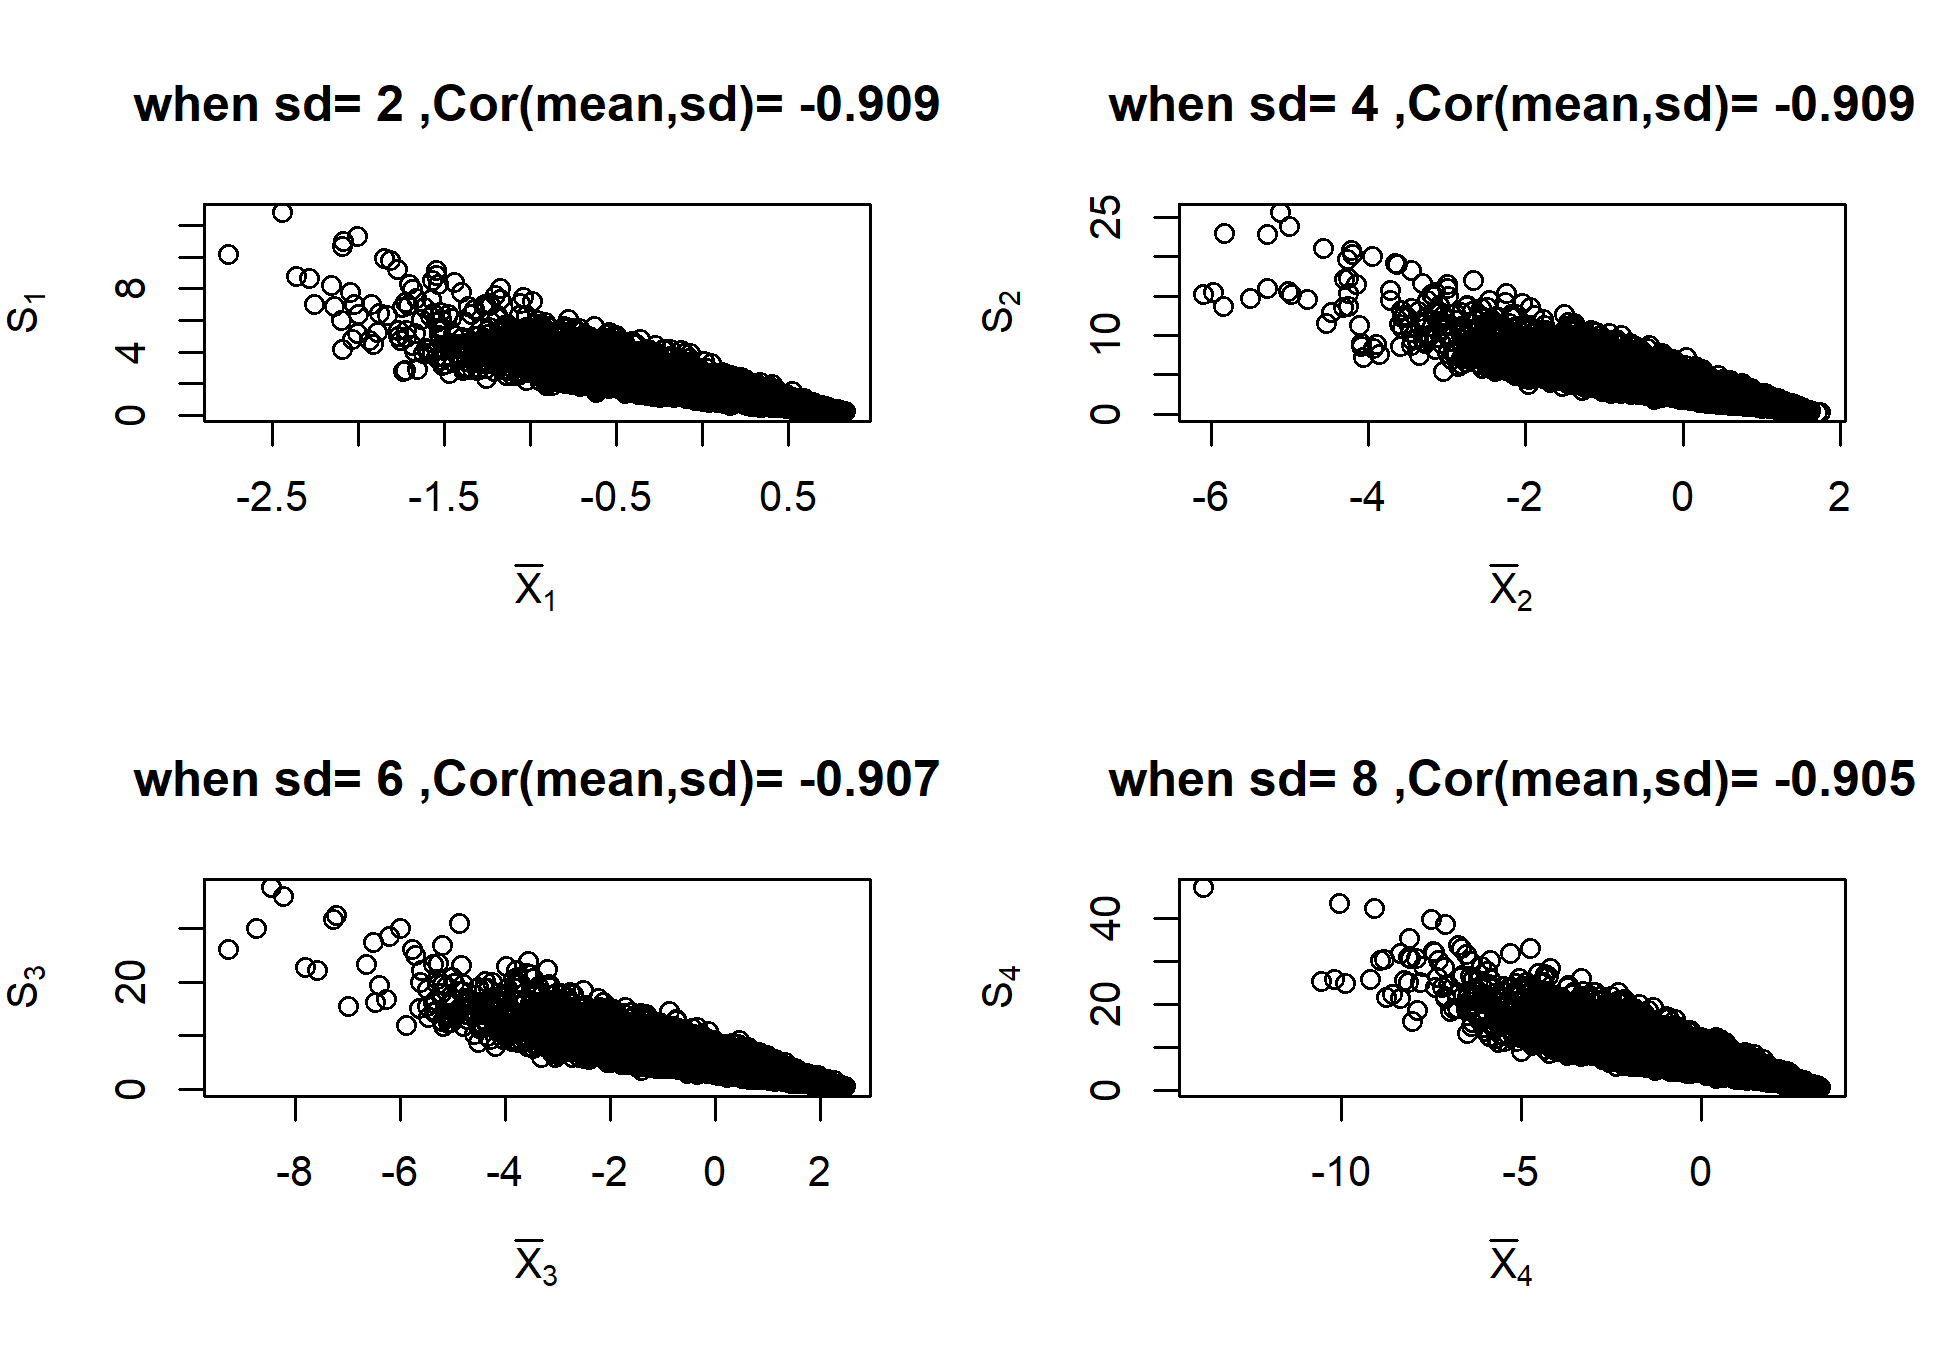 when sd= 2 ,Cor(mean,sd)= -0.909
S1
0 4 8
-2.5 -1.5 -0.5 0.5
X̅1
when sd= 4 ,Cor(mean,sd)= -0.909
S2
0 10 25
-6 -4 -2 0 2
X̅2
when sd= 6 ,Cor(mean,sd)= -0.907
S3
0 20
-8 -6 -4 -2 0 2
X̅3
when sd= 8 ,Cor(mean,sd)= -0.905
S4
0 20 40
-10 -5 0
X̅4